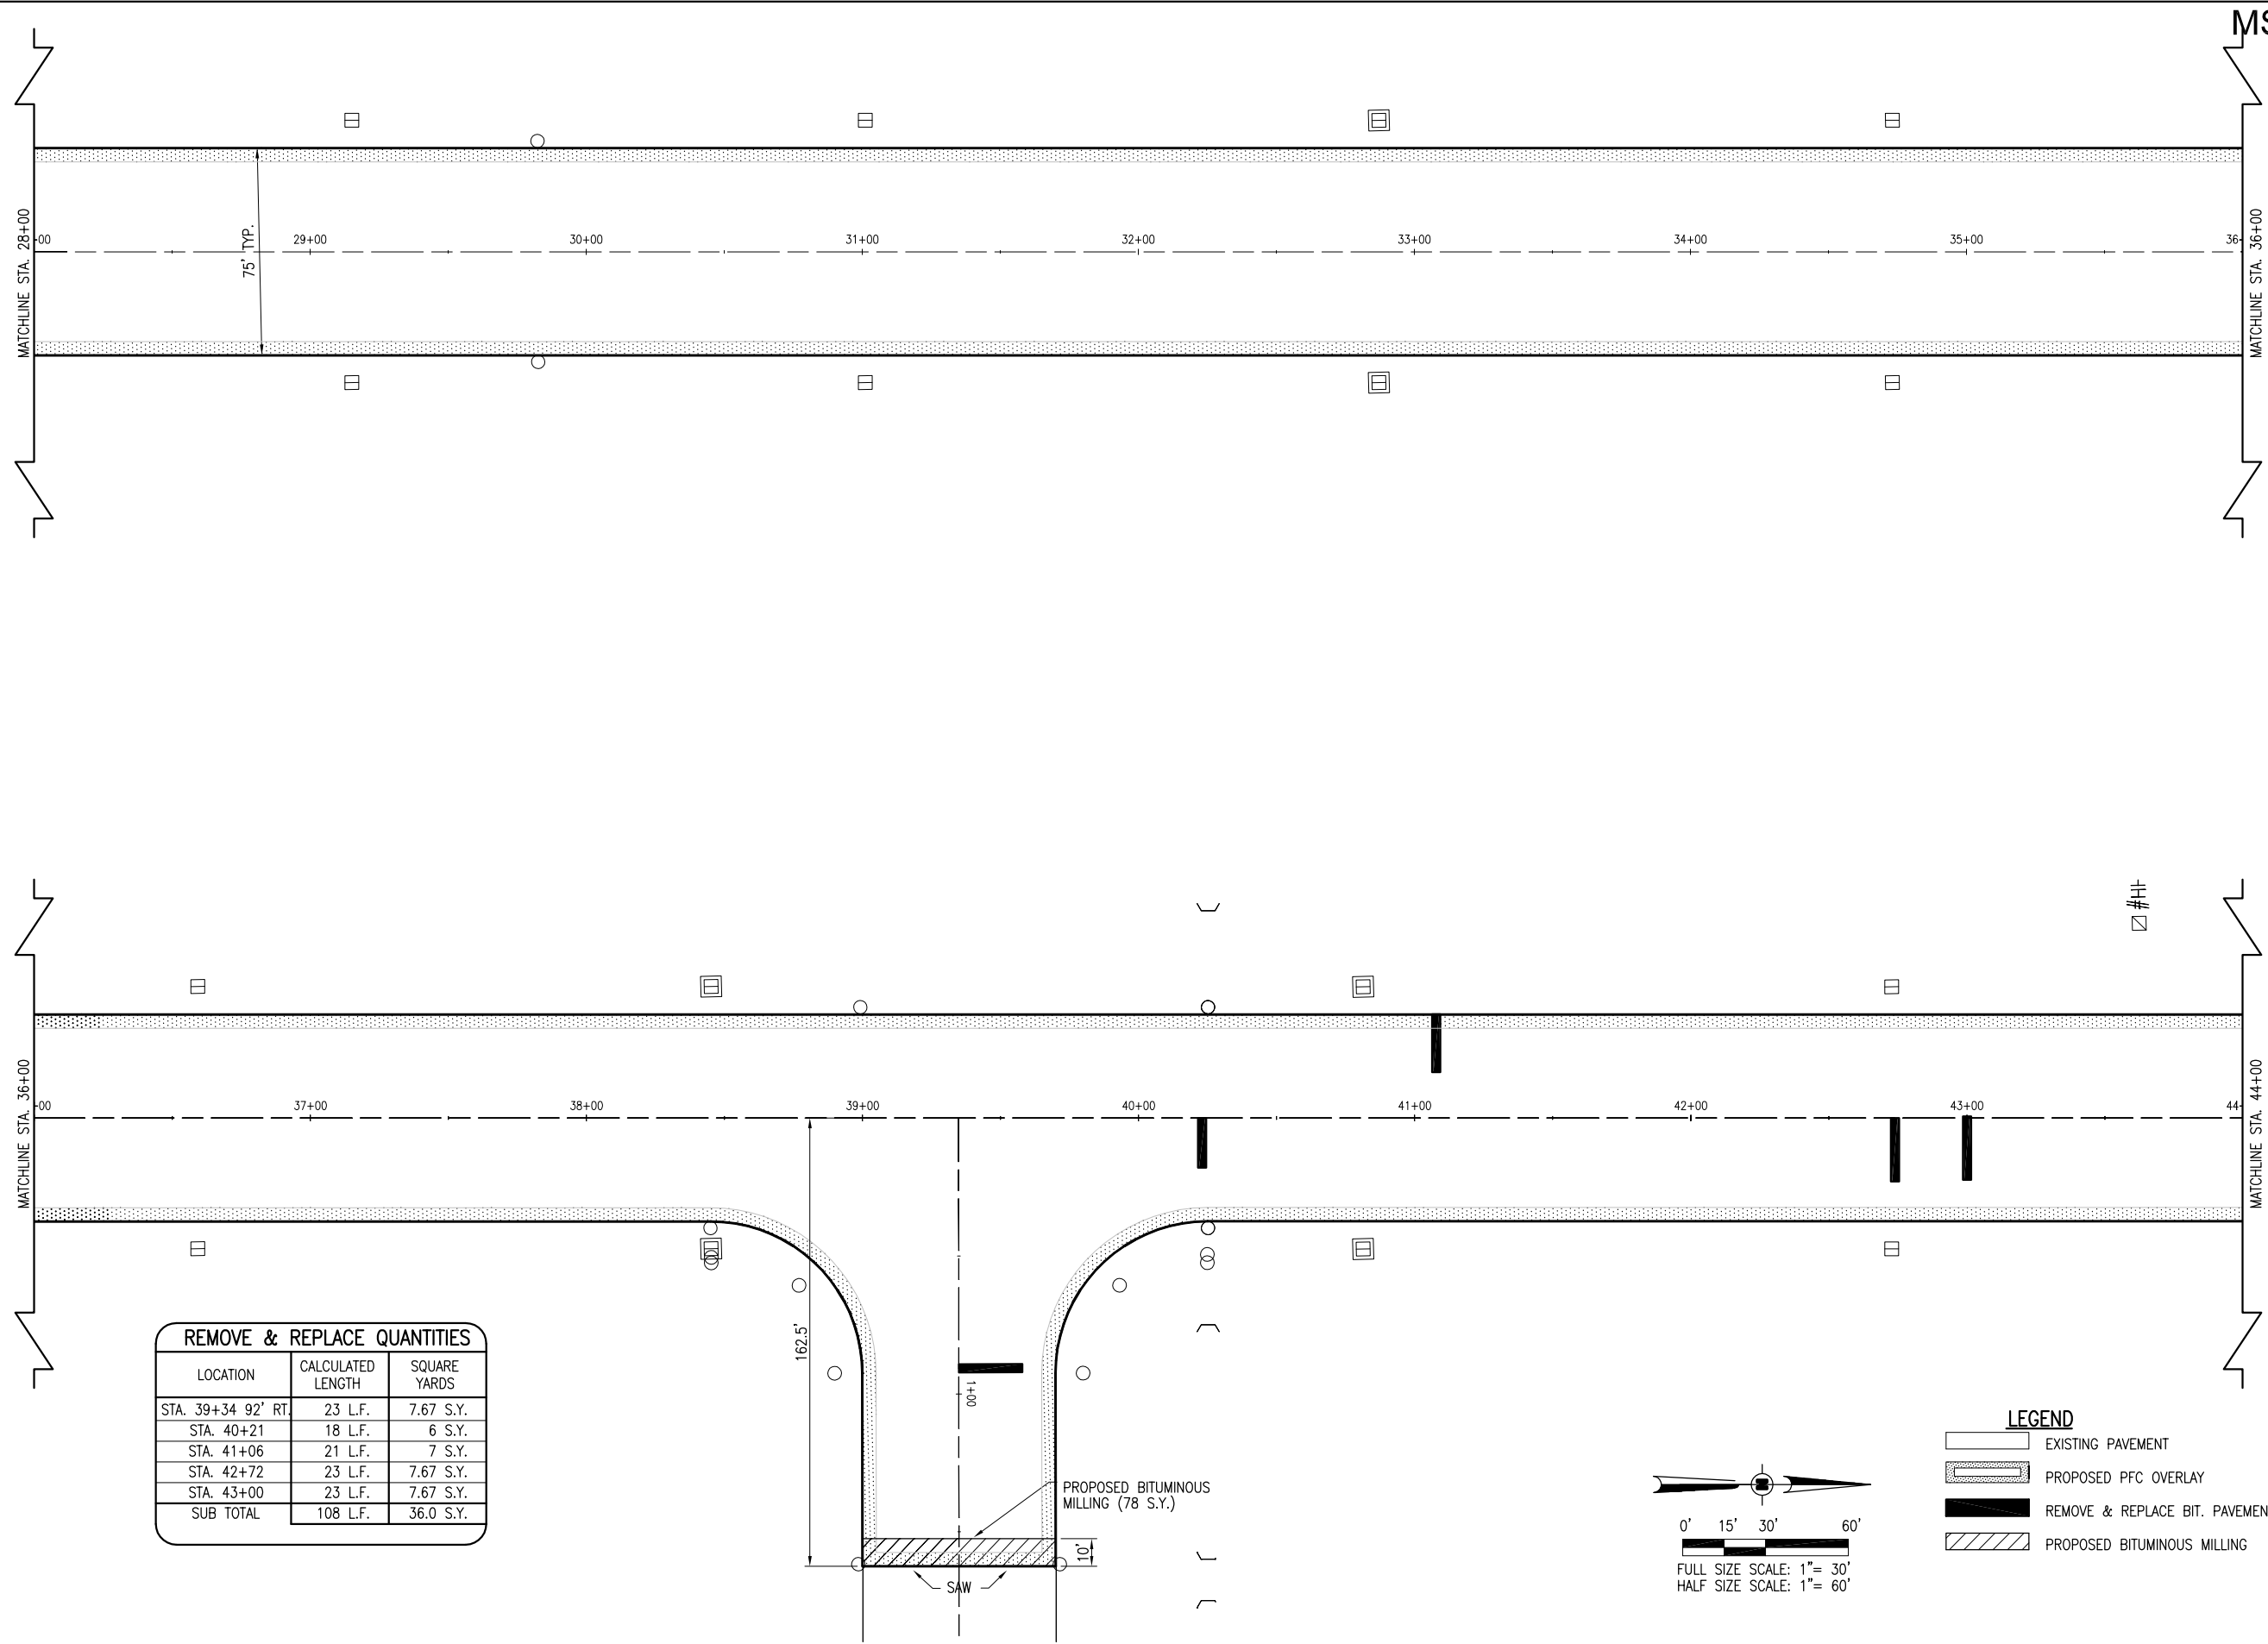 MS
MATCHLINE STA. 28+00
+00
29+00
30+00
31+00
32+00
33+00
34+00
35+00
36+
MATCHLINE STA. 36+00
75' TYP.
#H
MATCHLINE STA. 36+00
+00
37+00
38+00
39+00
40+00
41+00
42+00
43+00
44+
MATCHLINE STA. 44+00
162.5'
1+00
REMOVE & REPLACE QUANTITIES
LOCATION CALCULATED LENGTH SQUARE YARDS
STA. 39+34 92' RT. 23 L.F. 7.67 S.Y.
STA. 40+21 18 L.F. 6 S.Y.
STA. 41+06 21 L.F. 7 S.Y.
STA. 42+72 23 L.F. 7.67 S.Y.
STA. 43+00 23 L.F. 7.67 S.Y.
SUB TOTAL 108 L.F. 36.0 S.Y.
PROPOSED BITUMINOUS
MILLING (78 S.Y.)
10'
SAW
0' 15' 30' 60'
FULL SIZE SCALE: 1"= 30'
HALF SIZE SCALE: 1"= 60'
LEGEND
EXISTING PAVEMENT
PROPOSED PFC OVERLAY
REMOVE & REPLACE BIT. PAVEMEN
PROPOSED BITUMINOUS MILLING